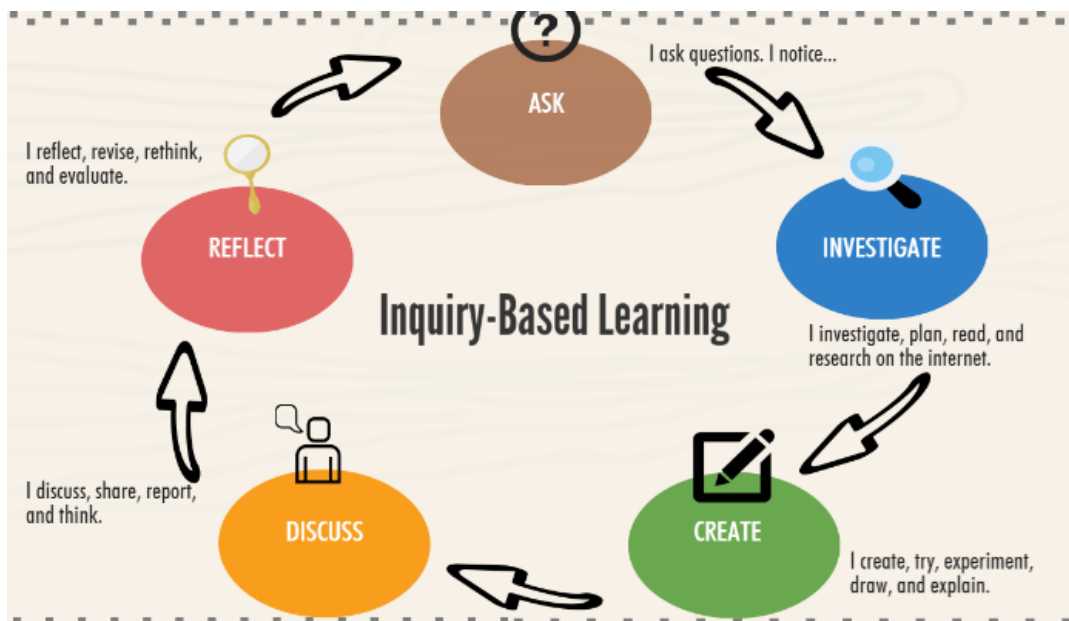 ?
ASK
I ask questions. I notice...
INVESTIGATE
I investigate, plan, read, and
research on the internet.
CREATE
I create, try, experiment,
draw, and explain.
DISCUSS
I discuss, share, report,
and think.
REFLECT
I reflect, revise, rethink,
and evaluate.
Inquiry-Based Learning